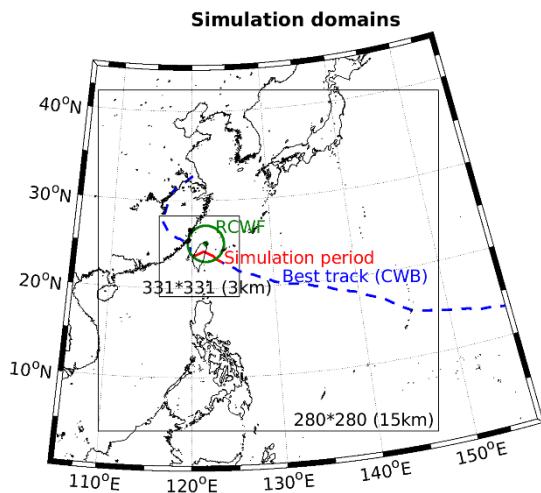 Simulation domains
40°N
30°N
RCWF
Simulation period
20°N
Best track (CWB)
331*331 (3km)
10°N
280*280 (15km)
110°E
120°E
130°E
140°E
150°E